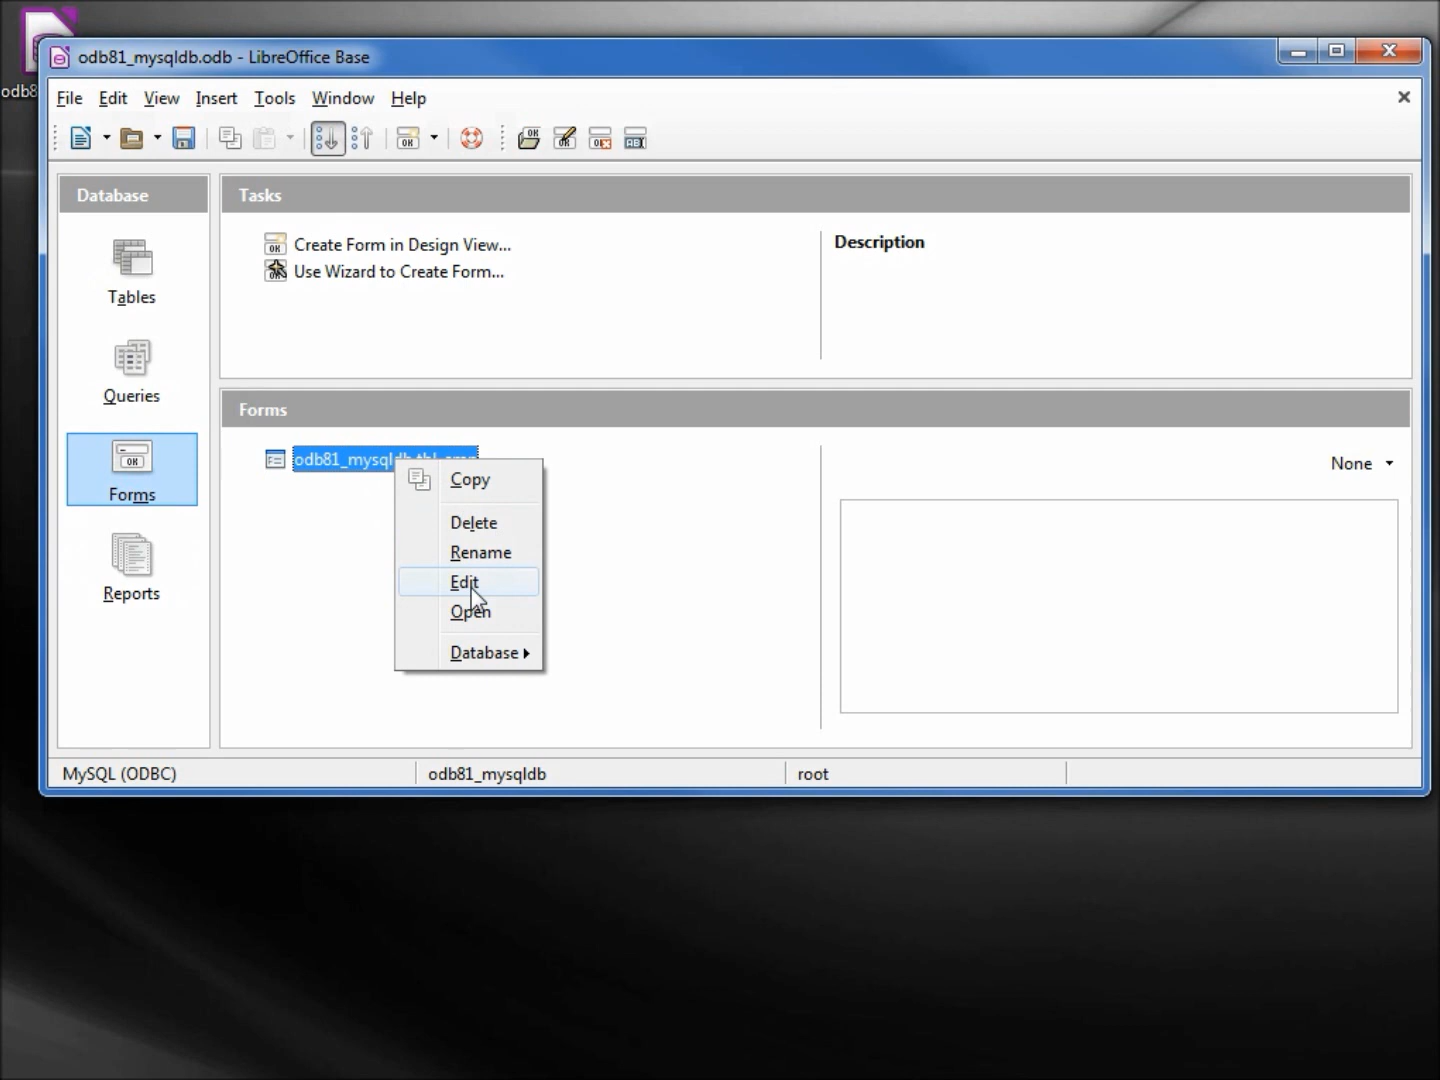 odb81_mysqldb.odb - LibreOffice Base
odb8
File Edit View Insert Tools Window Help
Database
Tasks
Create Form in Design View...
Use Wizard to Create Form...
Description
Tables
Queries
Forms
Reports
Forms
None
Copy
Delete
Rename
Edit
Open
Database
MySQL (ODBC)
odb81_mysqldb
root